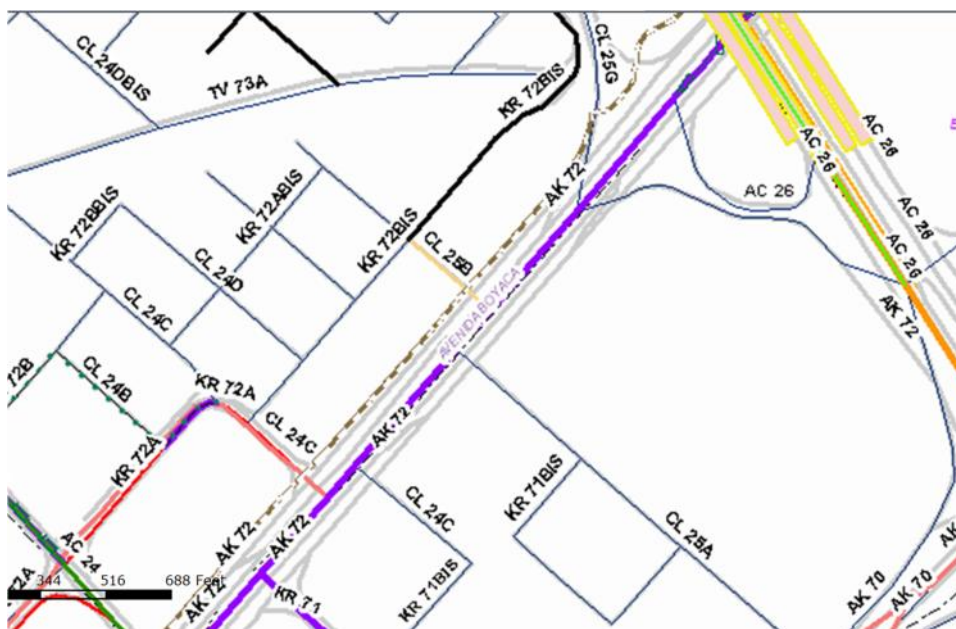 CL 25G
CL 24DBIS
TV 73A
KR 72BIS
AC 26
AC 26
AK 72
AC 26
KR 72ABIS
KR 72BBIS
AC 26
KR 72BIS
CL 25B
CL 24D
AC 26
CL 24C
AVENIDA BOYACA
AK 72
72B
CL 24B
KR 72A
AK 72
CL 24C
KR 72A
KR 71BIS
CL 24C
CL 25A
AK 72
AK 72
AC 24
AK
72A
344 516 688 Feet
AK 72
KR 71
KR 71BIS
AK 70
AK 70